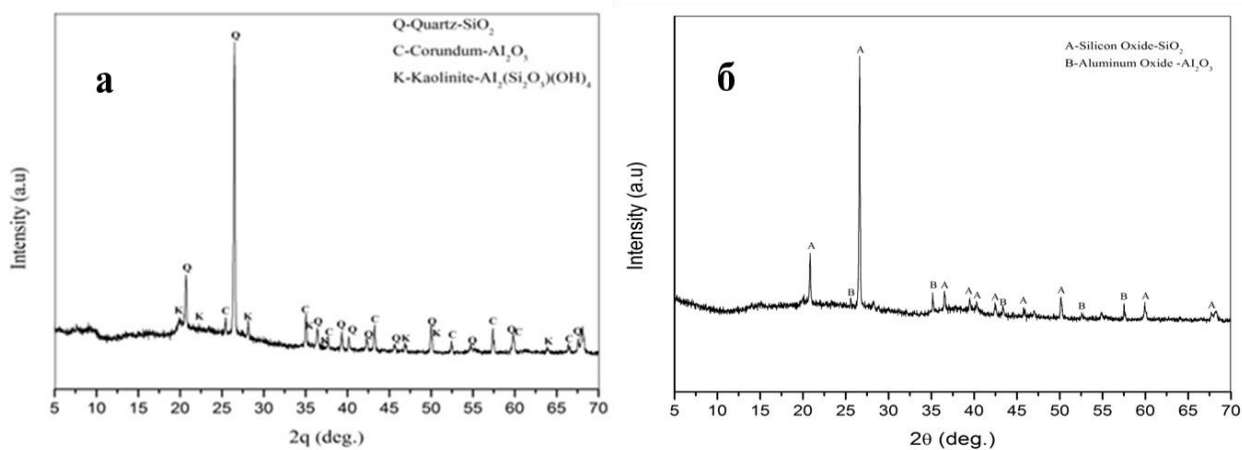 а
Q-Quartz-SiO₂
C-Corundum-Al₂O₃
K-Kaolinite-Al₂(Si₂O₃)(OH)₄
Intensity (a.u)
Q
Q
K K C K C K Q K C Q Q Q C Q K Q K C Q C Q C K C Q
5 10 15 20 25 30 35 40 45 50 55 60 65 70
2q (deg.)
б
A-Silicon Oxide-SiO₂
B-Aluminum Oxide -Al₂O₃
Intensity (a.u)
A
A
B B A A A A B A A B B A A
5 10 15 20 25 30 35 40 45 50 55 60 65 70
2θ (deg.)